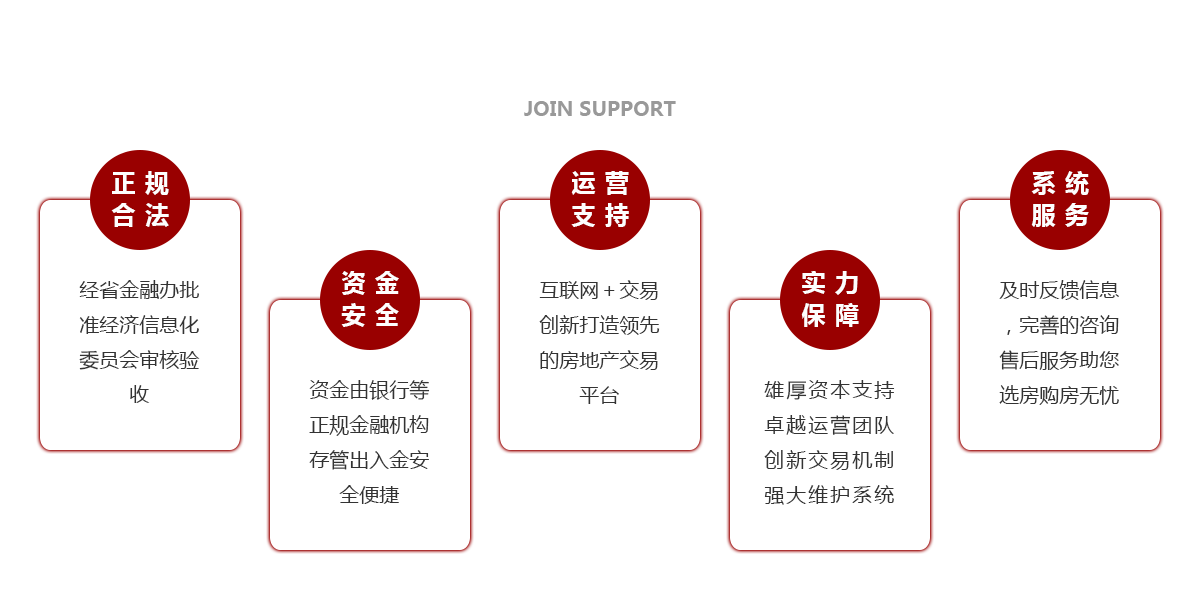 JOIN SUPPORT
正规
合法
经省金融办批
准经济信息化
委员会审核验
收
资金
安全
资金由银行等
正规金融机构
存管出入金安
全便捷
运营
支持
互联网＋交易
创新打造领先
的房地产交易
平台
实力
保障
雄厚资本支持
卓越运营团队
创新交易机制
强大维护系统
系统
服务
及时反馈信息
，完善的咨询
售后服务助您
选房购房无忧